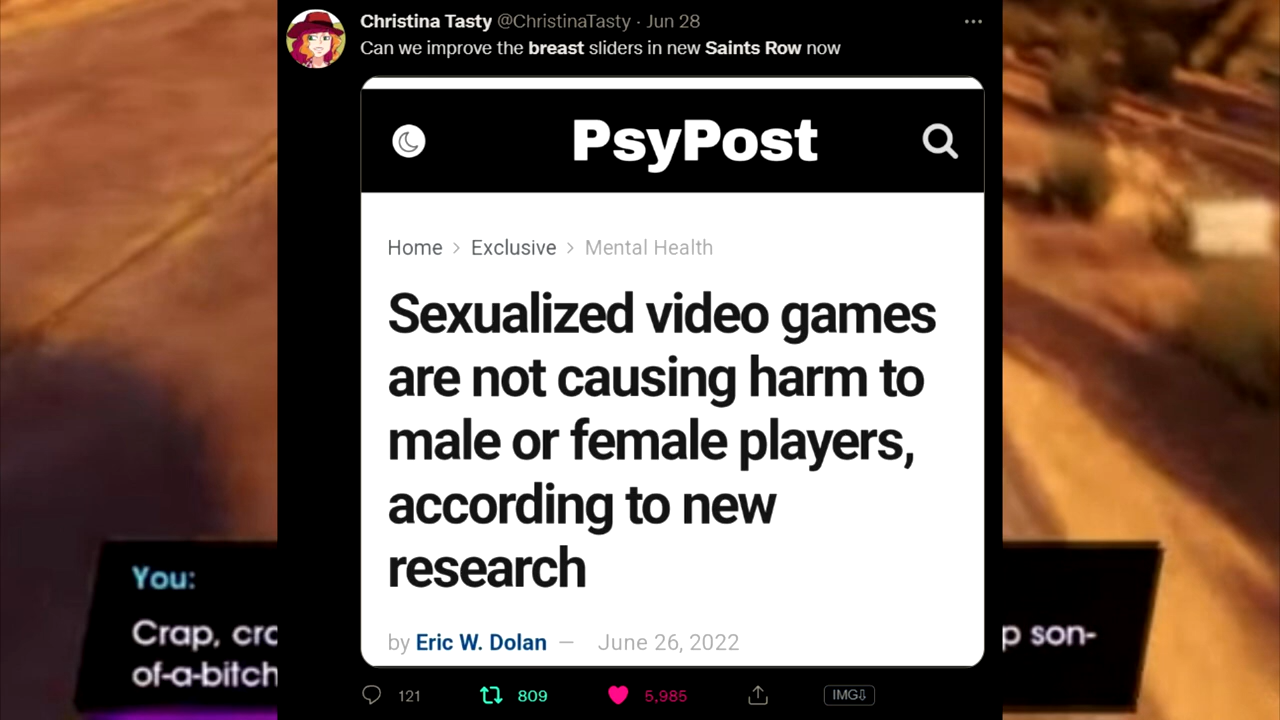 Christina Tasty @ChristinaTasty · Jun 28
Can we improve the breast sliders in new Saints Row now
PsyPost
Home > Exclusive > Mental Health
Sexualized video games
are not causing harm to
male or female players,
according to new
research
by Eric W. Dolan — June 26, 2022
121 809 5,985 IMG⇩
You:
Crap, son-
of-a-bitch